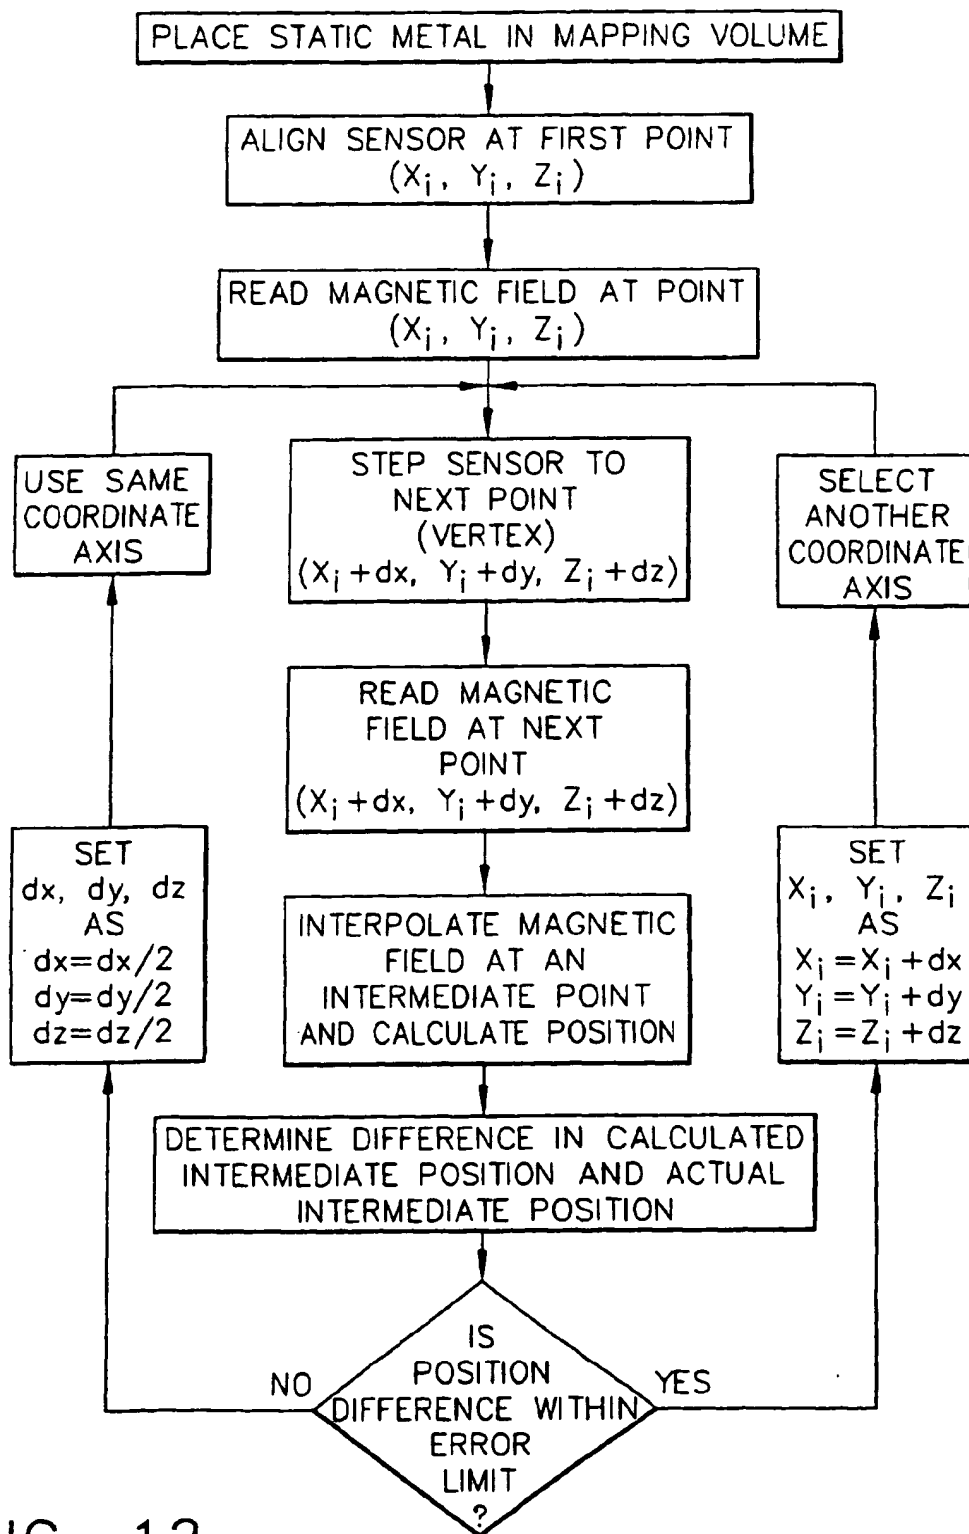 PLACE STATIC METAL IN MAPPING VOLUME
ALIGN SENSOR AT FIRST POINT
(Xi, Yi, Zi)
READ MAGNETIC FIELD AT POINT
(Xi, Yi, Zi)
USE SAME
COORDINATE
AXIS
STEP SENSOR TO
NEXT POINT
(VERTEX)
(Xi+dx, Yi+dy, Zi+dz)
SELECT
ANOTHER
COORDINATE
AXIS
READ MAGNETIC
FIELD AT NEXT
POINT
(Xi+dx, Yi+dy, Zi+dz)
SET
dx, dy, dz
AS
dx=dx/2
dy=dy/2
dz=dz/2
INTERPOLATE MAGNETIC
FIELD AT AN
INTERMEDIATE POINT
AND CALCULATE POSITION
SET
Xi, Yi, Zi
AS
Xi=Xi+dx
Yi=Yi+dy
Zi=Zi+dz
DETERMINE DIFFERENCE IN CALCULATED
INTERMEDIATE POSITION AND ACTUAL
INTERMEDIATE POSITION
IS
POSITION
DIFFERENCE WITHIN
ERROR
LIMIT
?
NO
YES